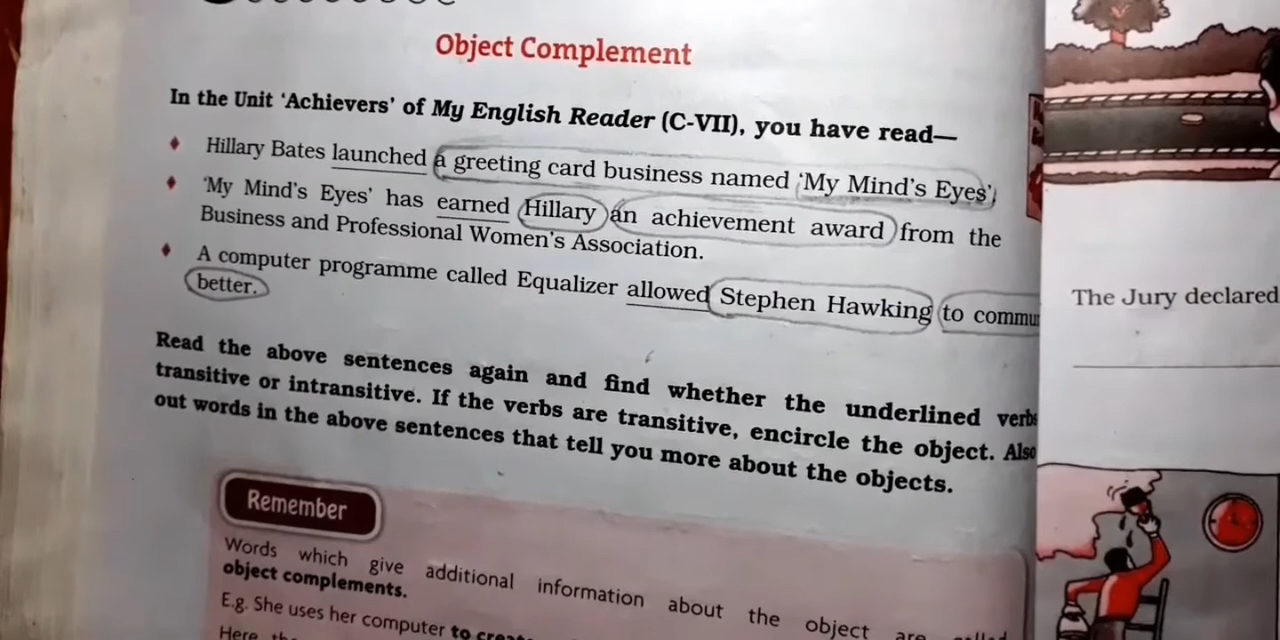 Object Complement
In the Unit 'Achievers' of My English Reader (C-VII), you have read—
Hillary Bates launched a greeting card business named 'My Mind's Eyes'
'My Mind's Eyes' has earned Hillary an achievement award from the
Business and Professional Women's Association.
A computer programme called Equalizer allowed Stephen Hawking to
better.
Read the above sentences again and find whether the underlined verbs
transitive or intransitive. If the verbs are transitive, encircle the object. Also
out words in the above sentences that tell you more about the objects.
Remember
Words which give additional information about the object are called
object complements.
E.g. She uses her computer to
Here
The Jury declared